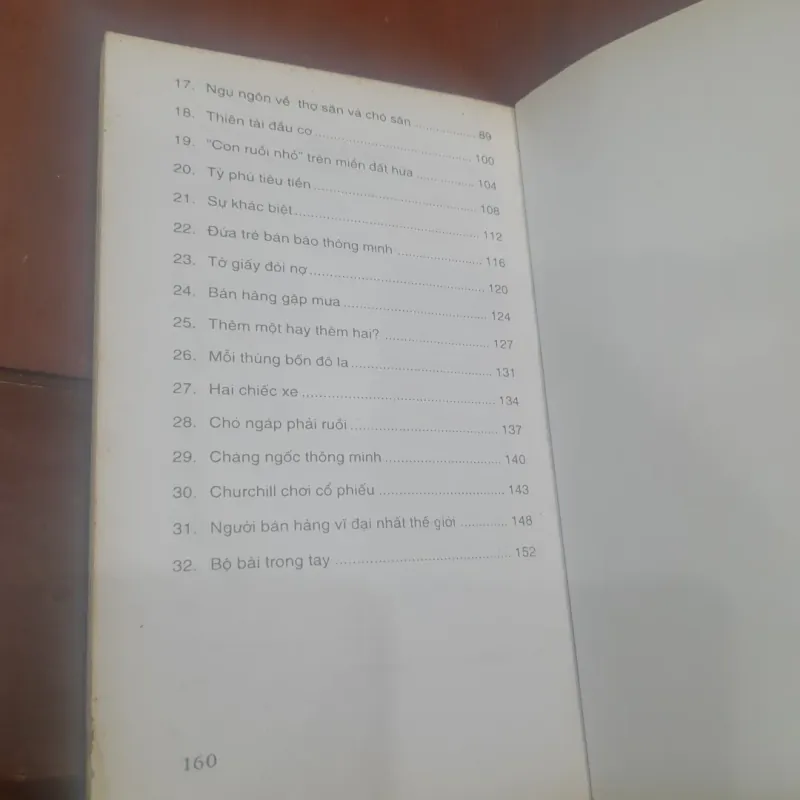 17. Ngụ ngôn về thợ săn và chó săn ................ 89
18. Thiên tài đầu cơ ........................................ 100
19. "Con ruồi nhỏ" trên miền đất hứa ............... 104
20. Tỷ phú tiêu tiền ........................................ 108
21. Sự khác biệt ............................................. 112
22. Đứa trẻ bán báo thông minh ...................... 116
23. Tờ giấy đòi nợ .......................................... 120
24. Bán hàng gặp mưa ................................... 124
25. Thêm một hay thêm hai? .......................... 127
26. Mỗi thùng bốn đô la .................................. 131
27. Hai chiếc xe ............................................. 134
28. Chó ngáp phải ruồi ................................... 137
29. Chàng ngốc thông minh ............................ 140
30. Churchill chơi cổ phiếu ............................. 143
31. Người bán hàng vĩ đại nhất thế giới ............ 148
32. Bộ bài trong tay ........................................ 152
160